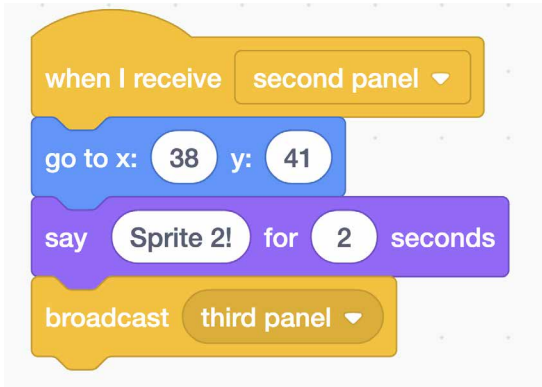 when I receive second panel
go to x: 38 y: 41
say Sprite 2! for 2 seconds
broadcast third panel